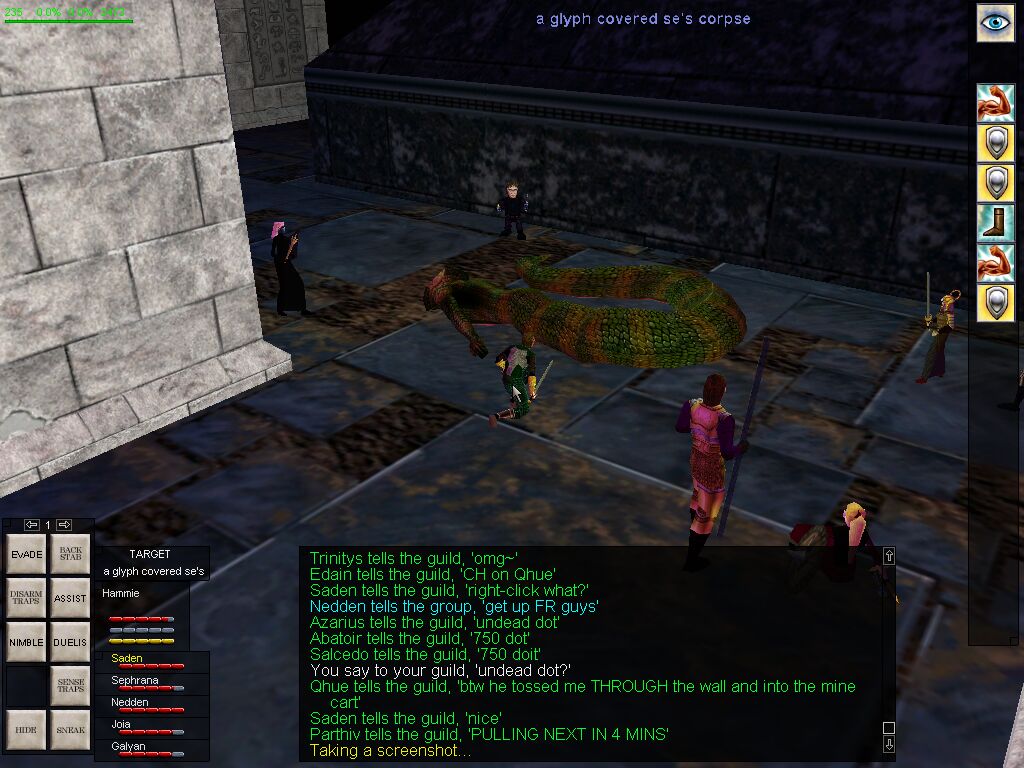 a glyph covered se's corpse
1
EVADE
BACK STAB
DISARM TRAPS
ASSIST
NIMBLE
DUELIS
SENSE TRAPS
HIDE
SNEAK
TARGET
a glyph covered se's
Hammie
Saden
Sephrana
Nedden
Joia
Galyan
Trinitys tells the guild, 'omg~'
Edain tells the guild, 'CH on Qhue'
Saden tells the guild, 'right-click what?'
Nedden tells the group, 'get up FR guys'
Azarius tells the guild, 'undead dot'
Abatoir tells the guild, '750 dot'
Salcedo tells the guild, '750 doit'
You say to your guild, 'undead dot?'
Qhue tells the guild, 'btw he tossed me THROUGH the wall and into the mine
cart'
Saden tells the guild, 'nice'
Parthiv tells the guild, 'PULLING NEXT IN 4 MINS'
Taking a screenshot...